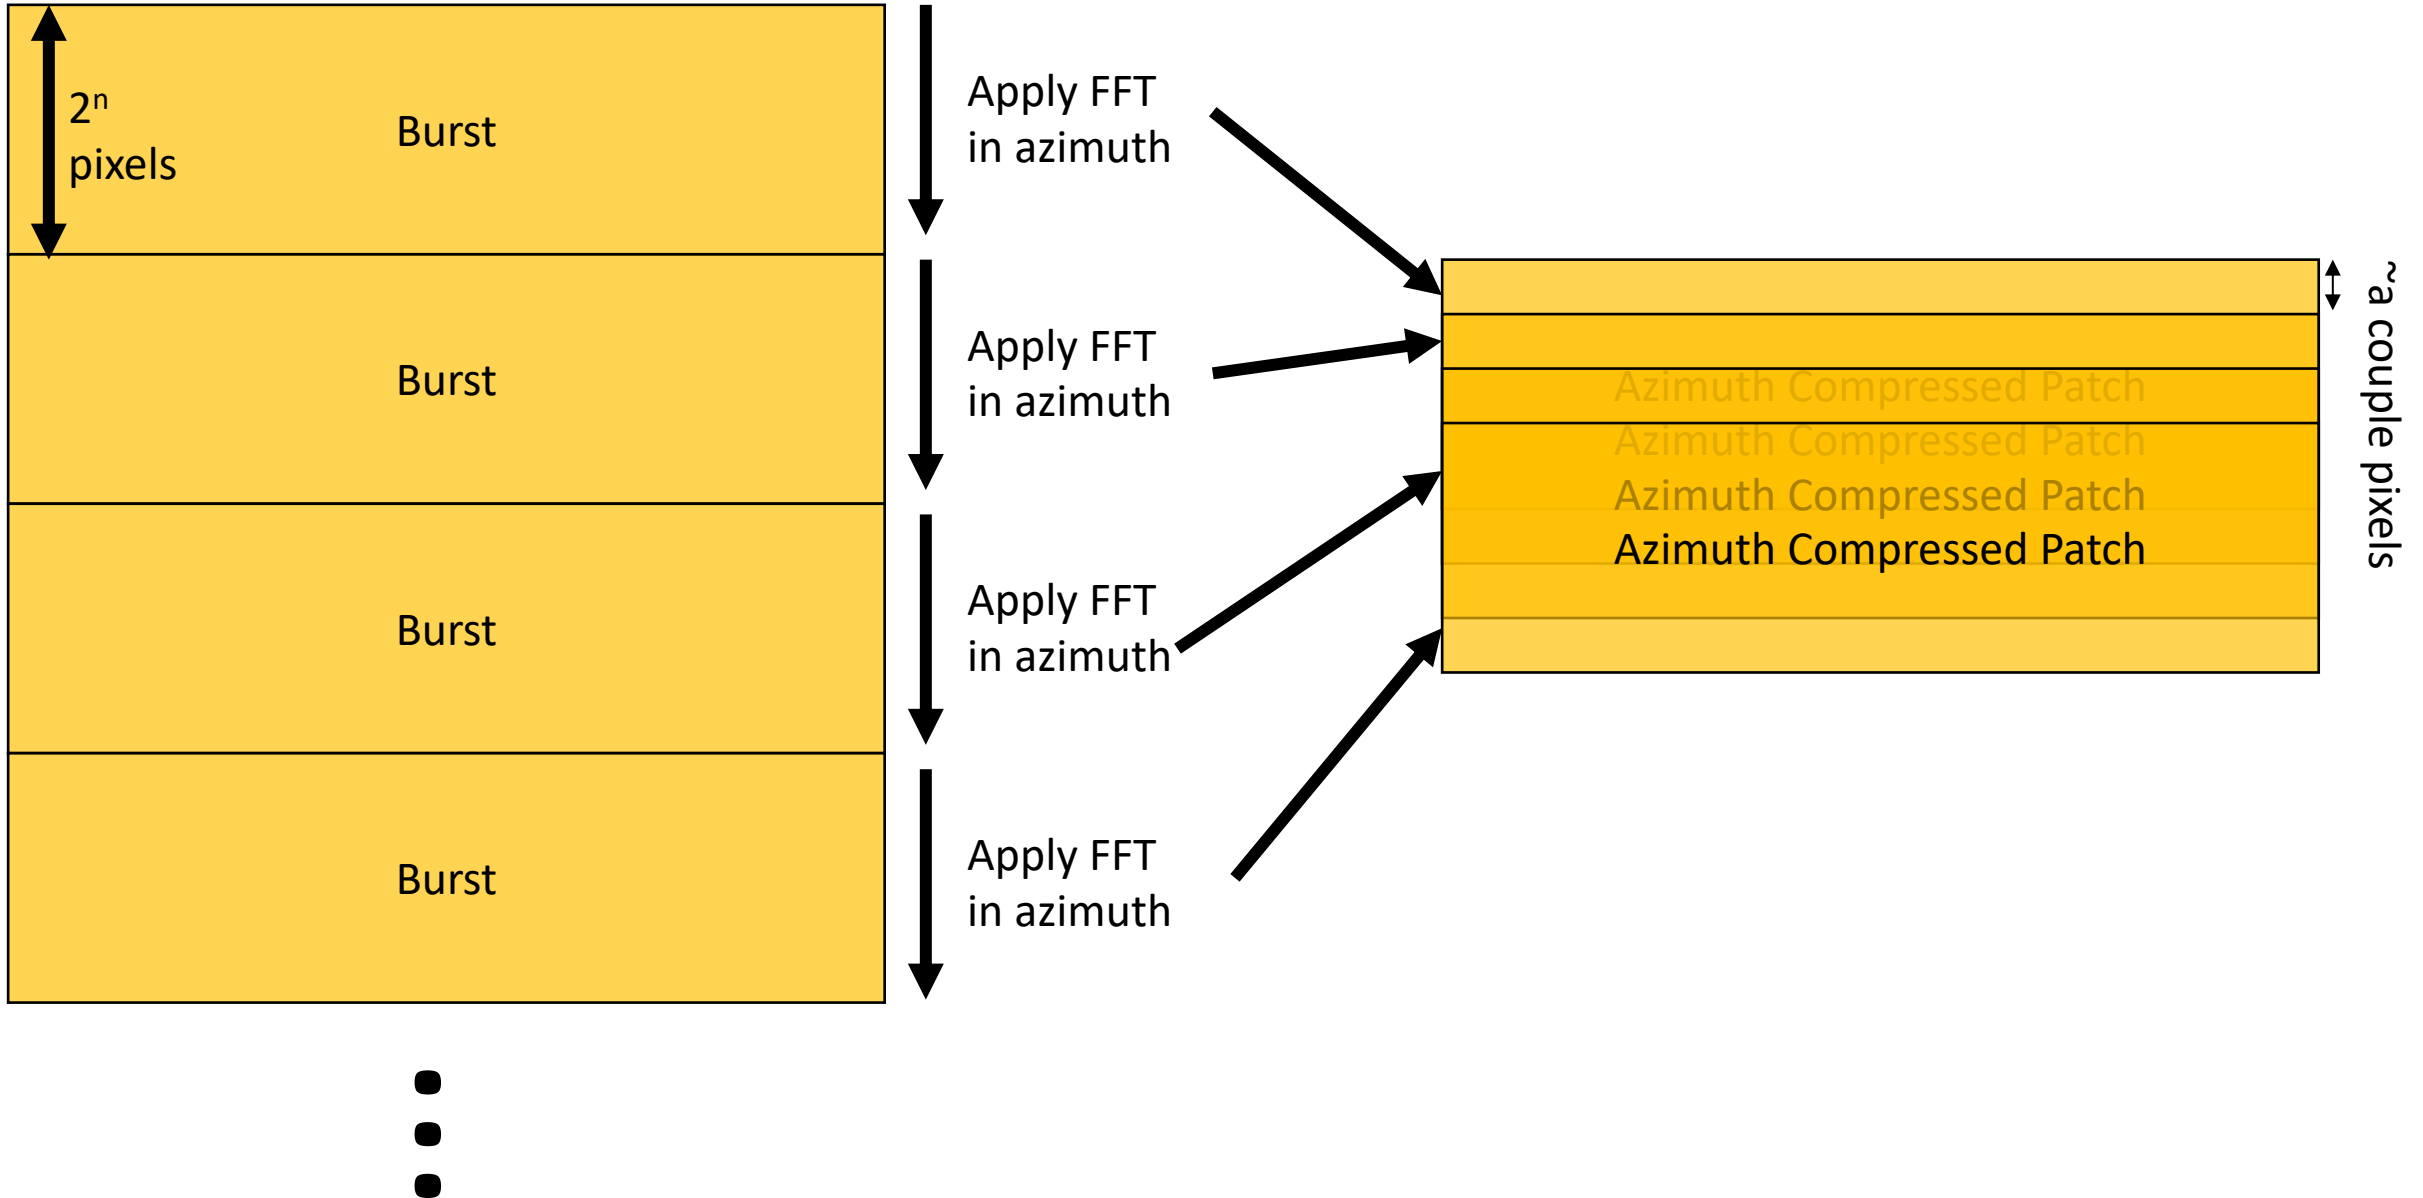 2ⁿ
pixels
Burst
Apply FFT
in azimuth
Burst
Apply FFT
in azimuth
Burst
Apply FFT
in azimuth
Burst
Apply FFT
in azimuth
Azimuth Compressed Patch
Azimuth Compressed Patch
Azimuth Compressed Patch
Azimuth Compressed Patch
~a couple pixels